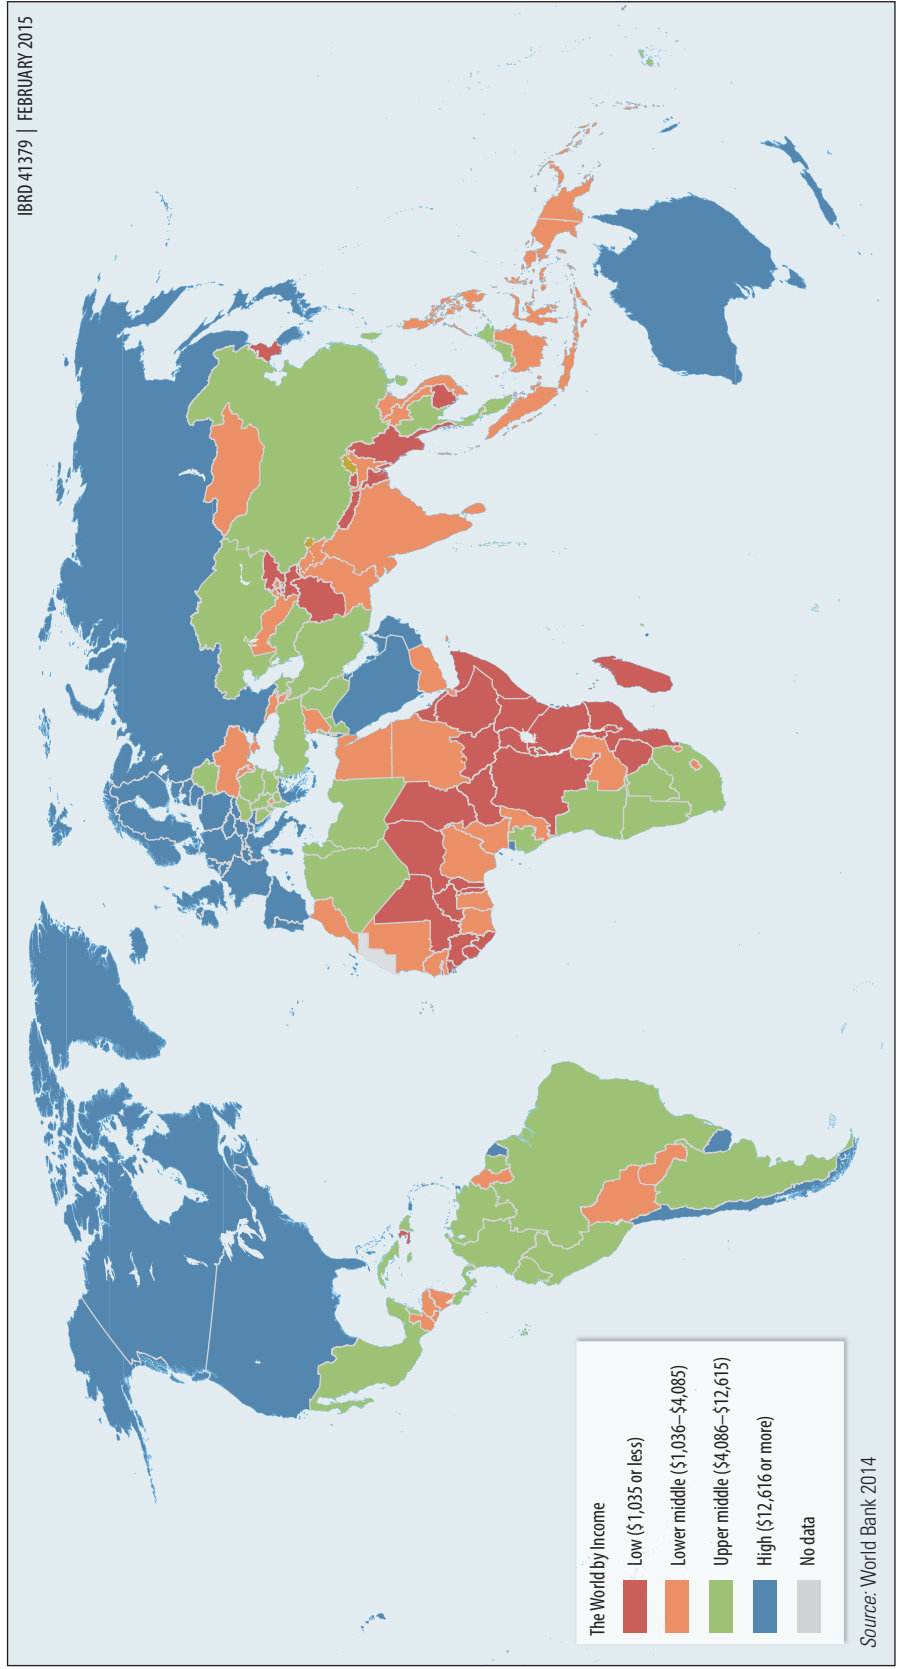 IBRD 41379 | FEBRUARY 2015
The World by Income
Low ($1,035 or less)
Lower middle ($1,036–$4,085)
Upper middle ($4,086–$12,615)
High ($12,616 or more)
No data
Source: World Bank 2014